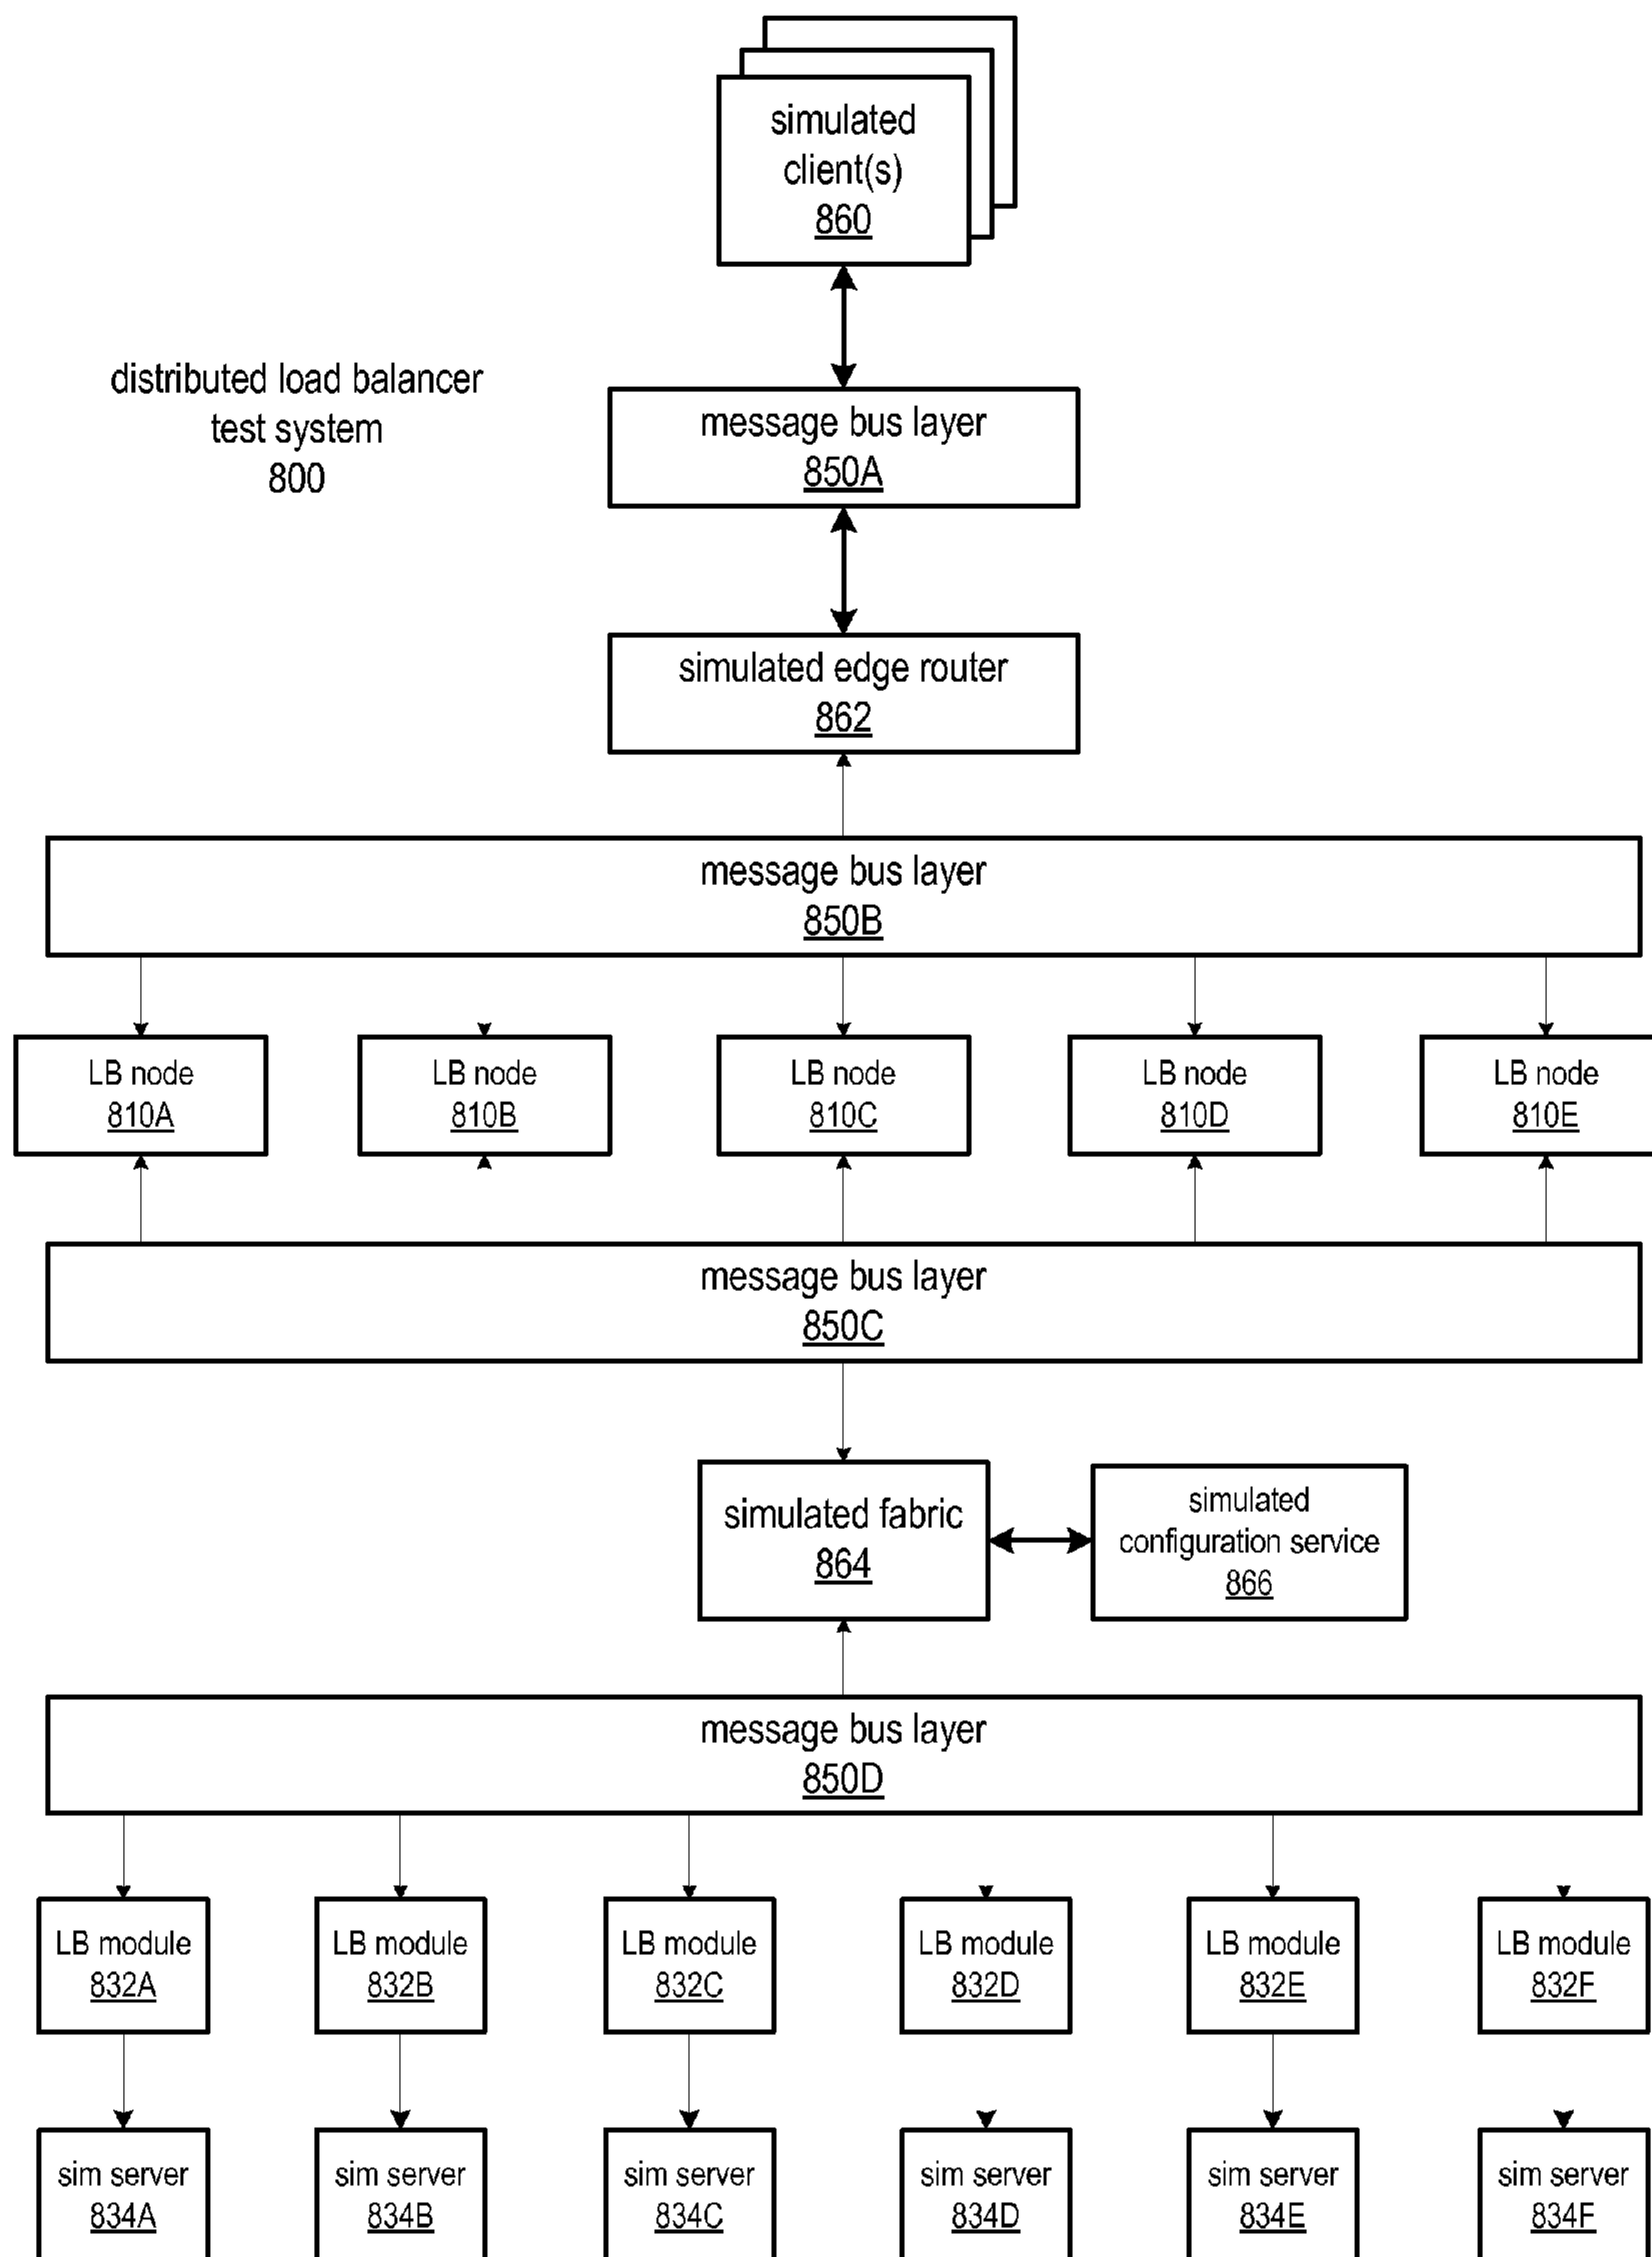 simulated
client(s)
860
distributed load balancer
test system
800
message bus layer
850A
simulated edge router
862
message bus layer
850B
LB node
810A
LB node
810B
LB node
810C
LB node
810D
LB node
810E
message bus layer
850C
simulated fabric
864
simulated
configuration service
866
message bus layer
850D
LB module
832A
LB module
832B
LB module
832C
LB module
832D
LB module
832E
LB module
832F
sim server
834A
sim server
834B
sim server
834C
sim server
834D
sim server
834E
sim server
834F